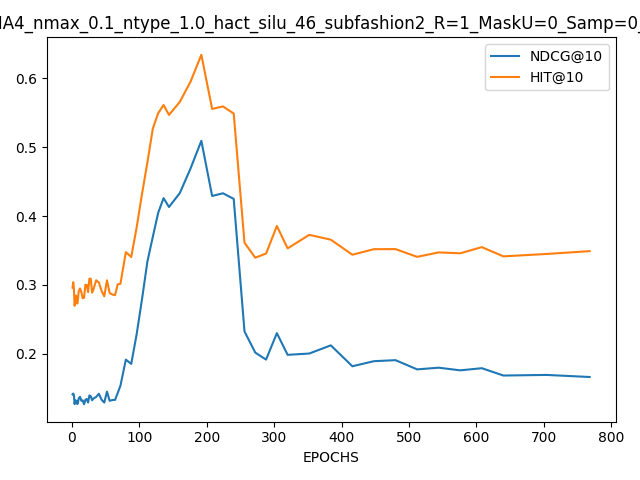 IA4_nmax_0.1_ntype_1.0_hact_silu_46_subfashion2_R=1_MaskU=0_Samp=0_
NDCG@10
HIT@10
0.6
0.5
0.4
0.3
0.2
0 100 200 300 400 500 600 700 800
EPOCHS